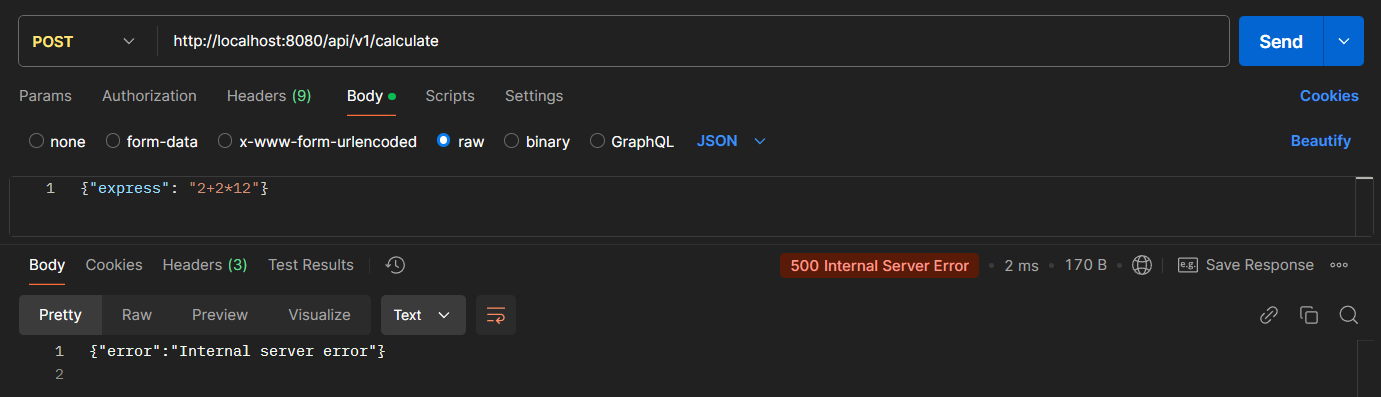 POST http://localhost:8080/api/v1/calculate Send
Params Authorization Headers (9) Body Scripts Settings Cookies
none form-data x-www-form-urlencoded raw binary GraphQL JSON Beautify
1 {"express": "2+2*12"}
Body Cookies Headers (3) Test Results 500 Internal Server Error 2 ms 170 B e.g. Save Response
Pretty Raw Preview Visualize Text
1 {"error":"Internal server error"}
2